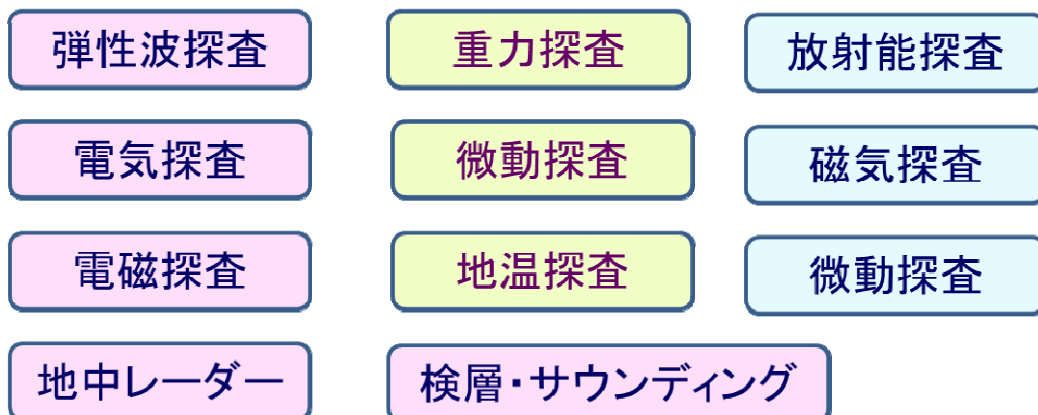 弾性波探査
重力探査
放射能探査
電気探査
微動探査
磁気探査
電磁探査
地温探査
微動探査
地中レーダー
検層・サウンディング